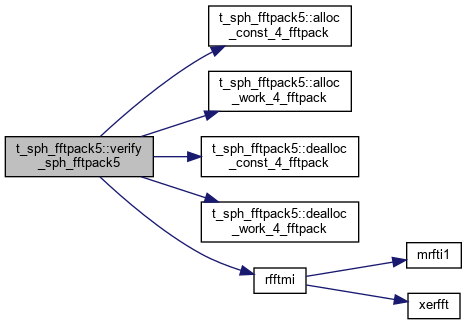 t_sph_fftpack5::alloc
_const_4_fftpack
t_sph_fftpack5::alloc
_work_4_fftpack
t_sph_fftpack5::verify
_sph_fftpack5
t_sph_fftpack5::dealloc
_const_4_fftpack
t_sph_fftpack5::dealloc
_work_4_fftpack
rfftmi
mrfti1
xerfft